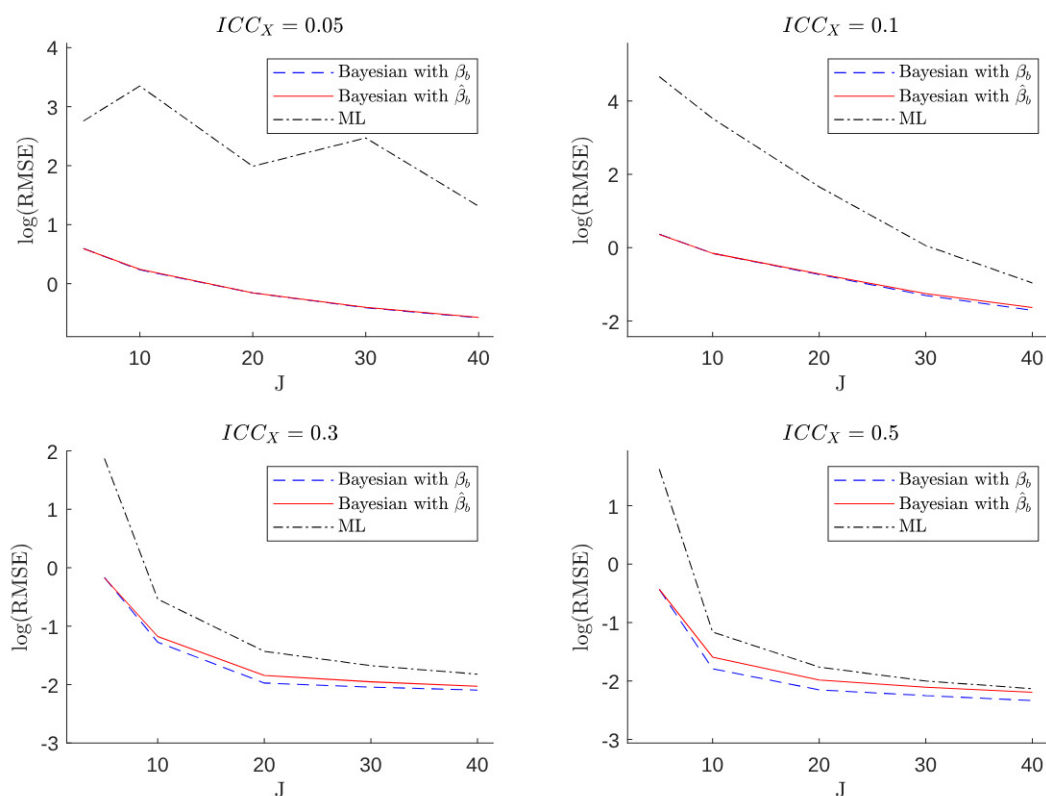 ICC_X = 0.05
4
3
2
1
0
log(RMSE)
Bayesian with β_b
Bayesian with β̂_b
ML
10 20 30 40
J
ICC_X = 0.1
4
2
0
-2
log(RMSE)
Bayesian with β_b
Bayesian with β̂_b
ML
10 20 30 40
J
ICC_X = 0.3
2
1
0
-1
-2
-3
log(RMSE)
Bayesian with β_b
Bayesian with β̂_b
ML
10 20 30 40
J
ICC_X = 0.5
1
0
-1
-2
-3
log(RMSE)
Bayesian with β_b
Bayesian with β̂_b
ML
10 20 30 40
J